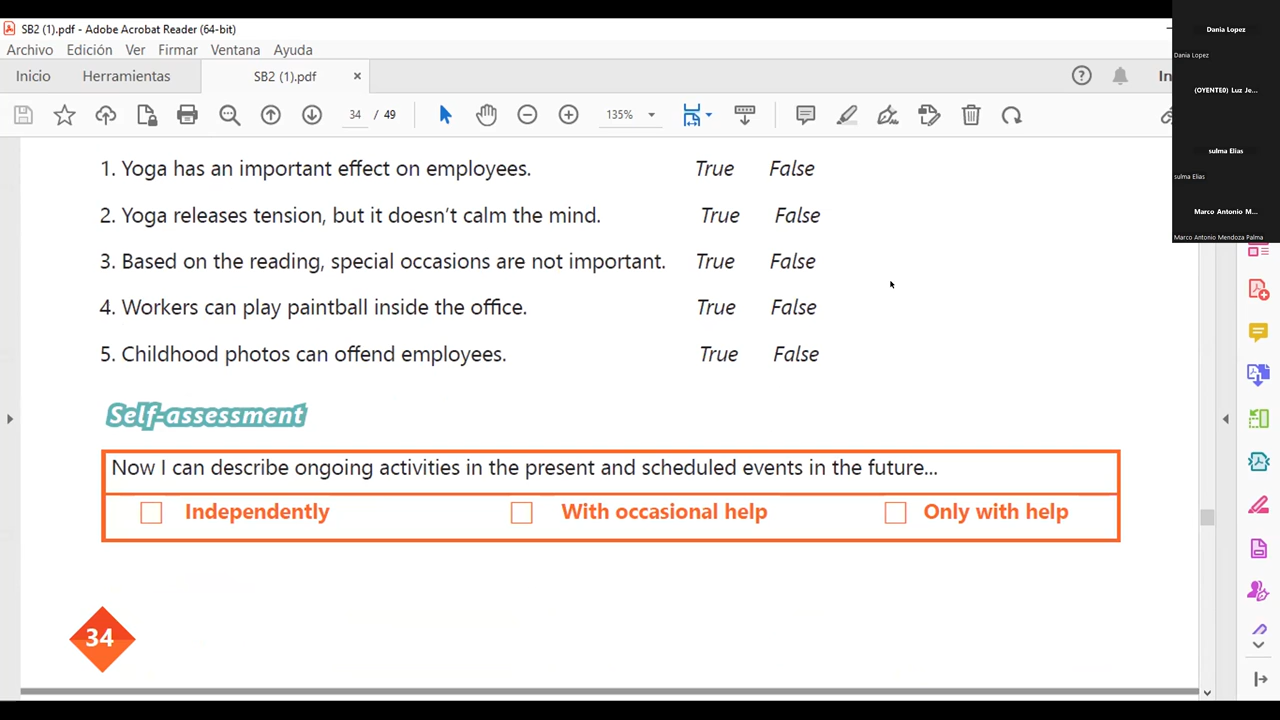 SB2 (1).pdf - Adobe Acrobat Reader (64-bit)
Archivo Edición Ver Firmar Ventana Ayuda
Inicio Herramientas SB2 (1).pdf × ? In
34 / 49 135%
1. Yoga has an important effect on employees. True False
2. Yoga releases tension, but it doesn't calm the mind. True False
3. Based on the reading, special occasions are not important. True False
4. Workers can play paintball inside the office. True False
5. Childhood photos can offend employees. True False
Self-assessment
Now I can describe ongoing activities in the present and scheduled events in the future...
Independently With occasional help Only with help
34
Dania Lopez
Dania Lopez
(OYENTE0) Luz Je...
sulma Elias
sulma Elias
Marco Antonio M...
Marco Antonio Mendoza Palma